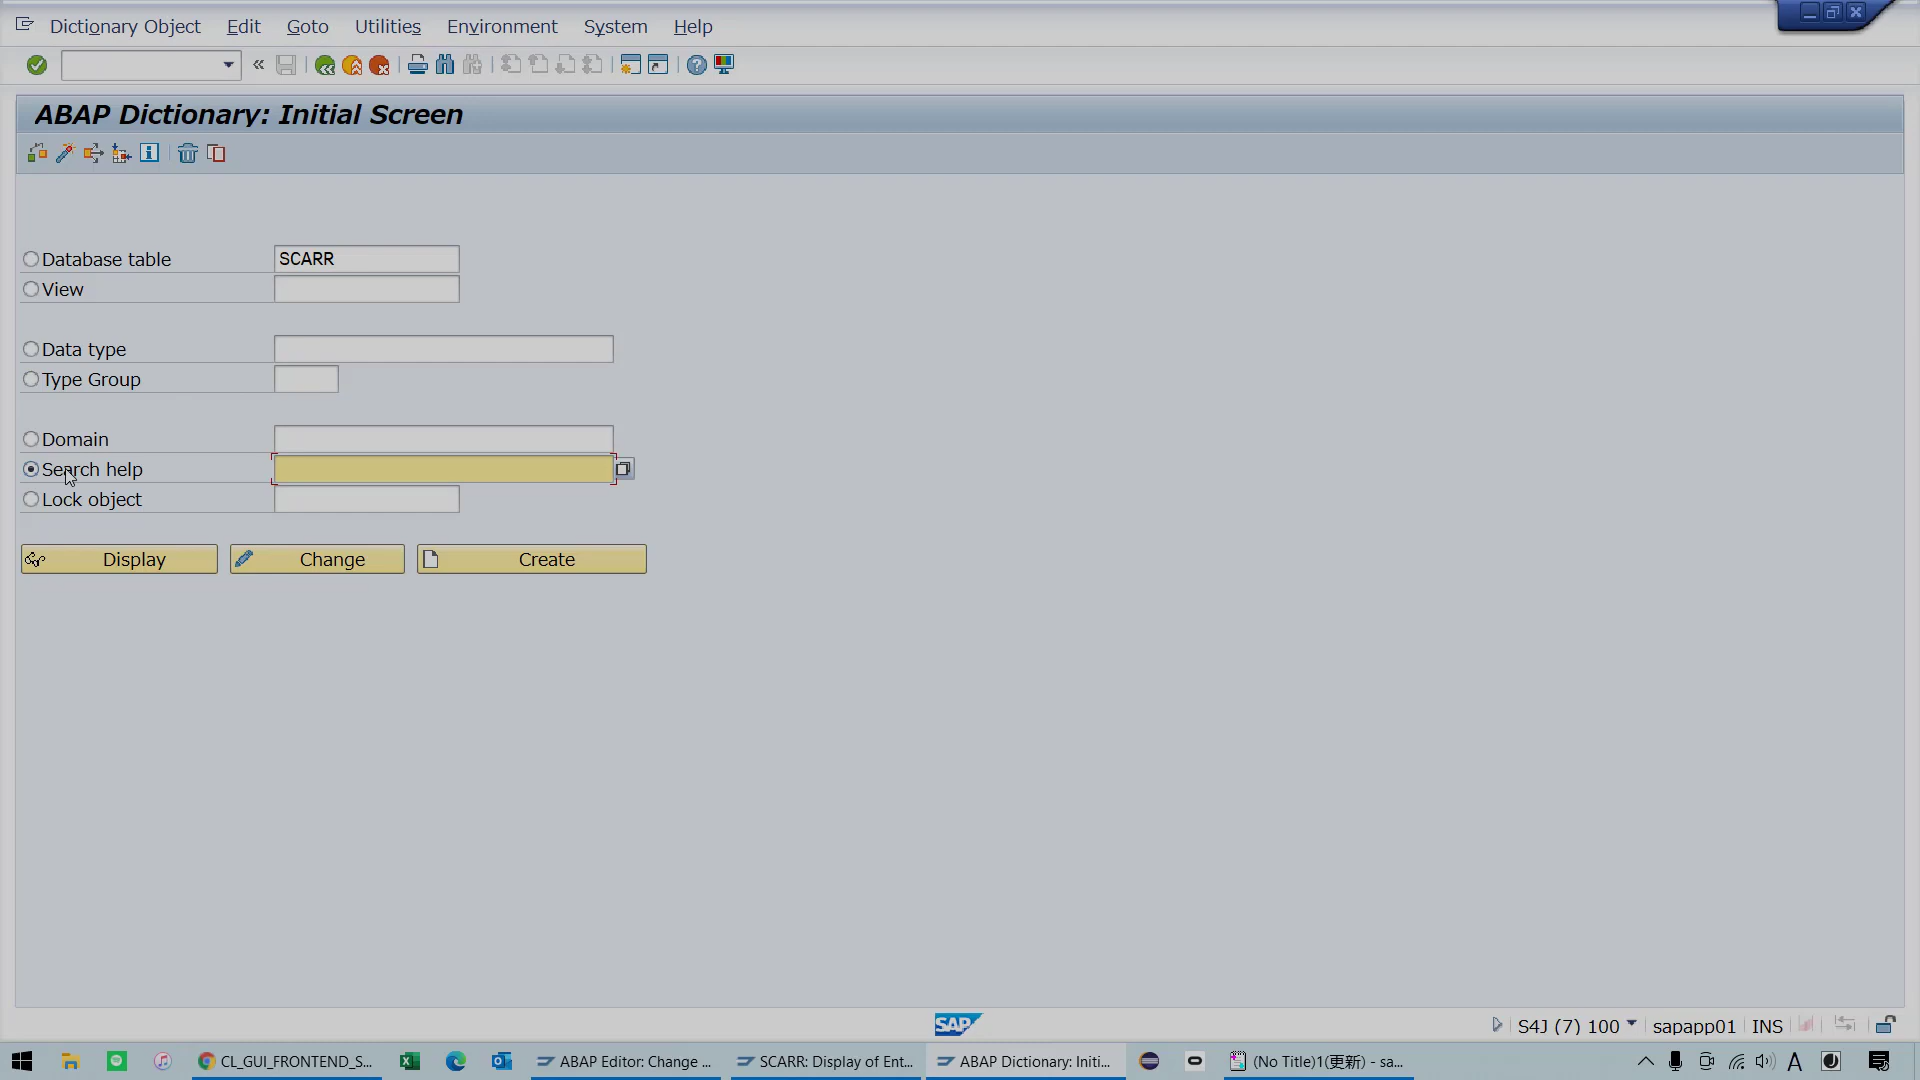 Dictionary Object Edit Goto Utilities Environment System Help
ABAP Dictionary: Initial Screen
Database table SCARR
View
Data type
Type Group
Domain
Search help
Lock object
Display Change Create
SAP S4J (7) 100 sapapp01 INS
CL_GUI_FRONTEND_S... ABAP Editor: Change ... SCARR: Display of Ent... ABAP Dictionary: Initi... (No Title)1(更新) - sa... A